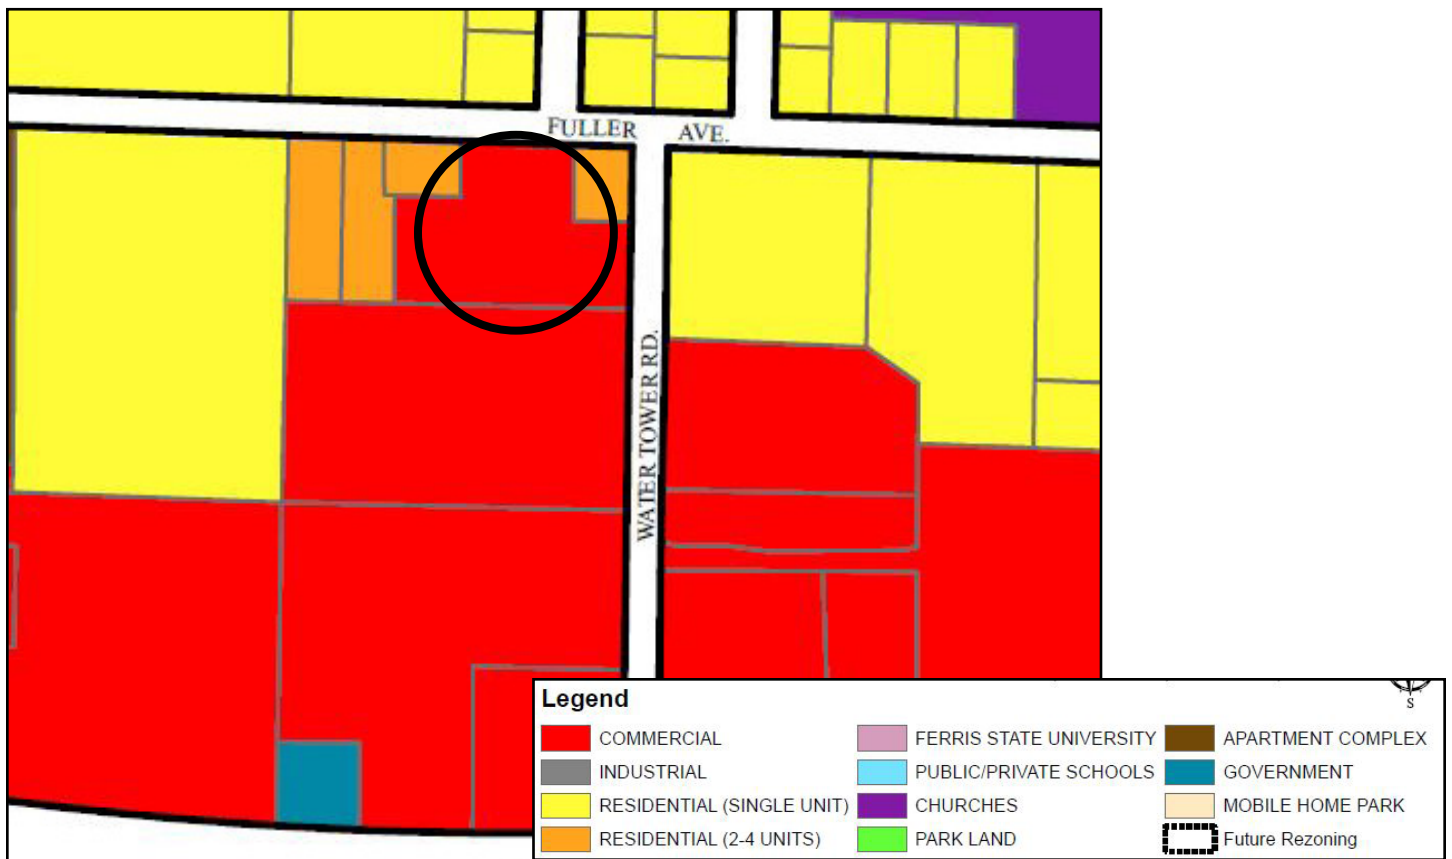 FULLER AVE.
WATER TOWER RD.
Legend
S
COMMERCIAL
INDUSTRIAL
RESIDENTIAL (SINGLE UNIT)
RESIDENTIAL (2-4 UNITS)
FERRIS STATE UNIVERSITY
PUBLIC/PRIVATE SCHOOLS
CHURCHES
PARK LAND
APARTMENT COMPLEX
GOVERNMENT
MOBILE HOME PARK
Future Rezoning